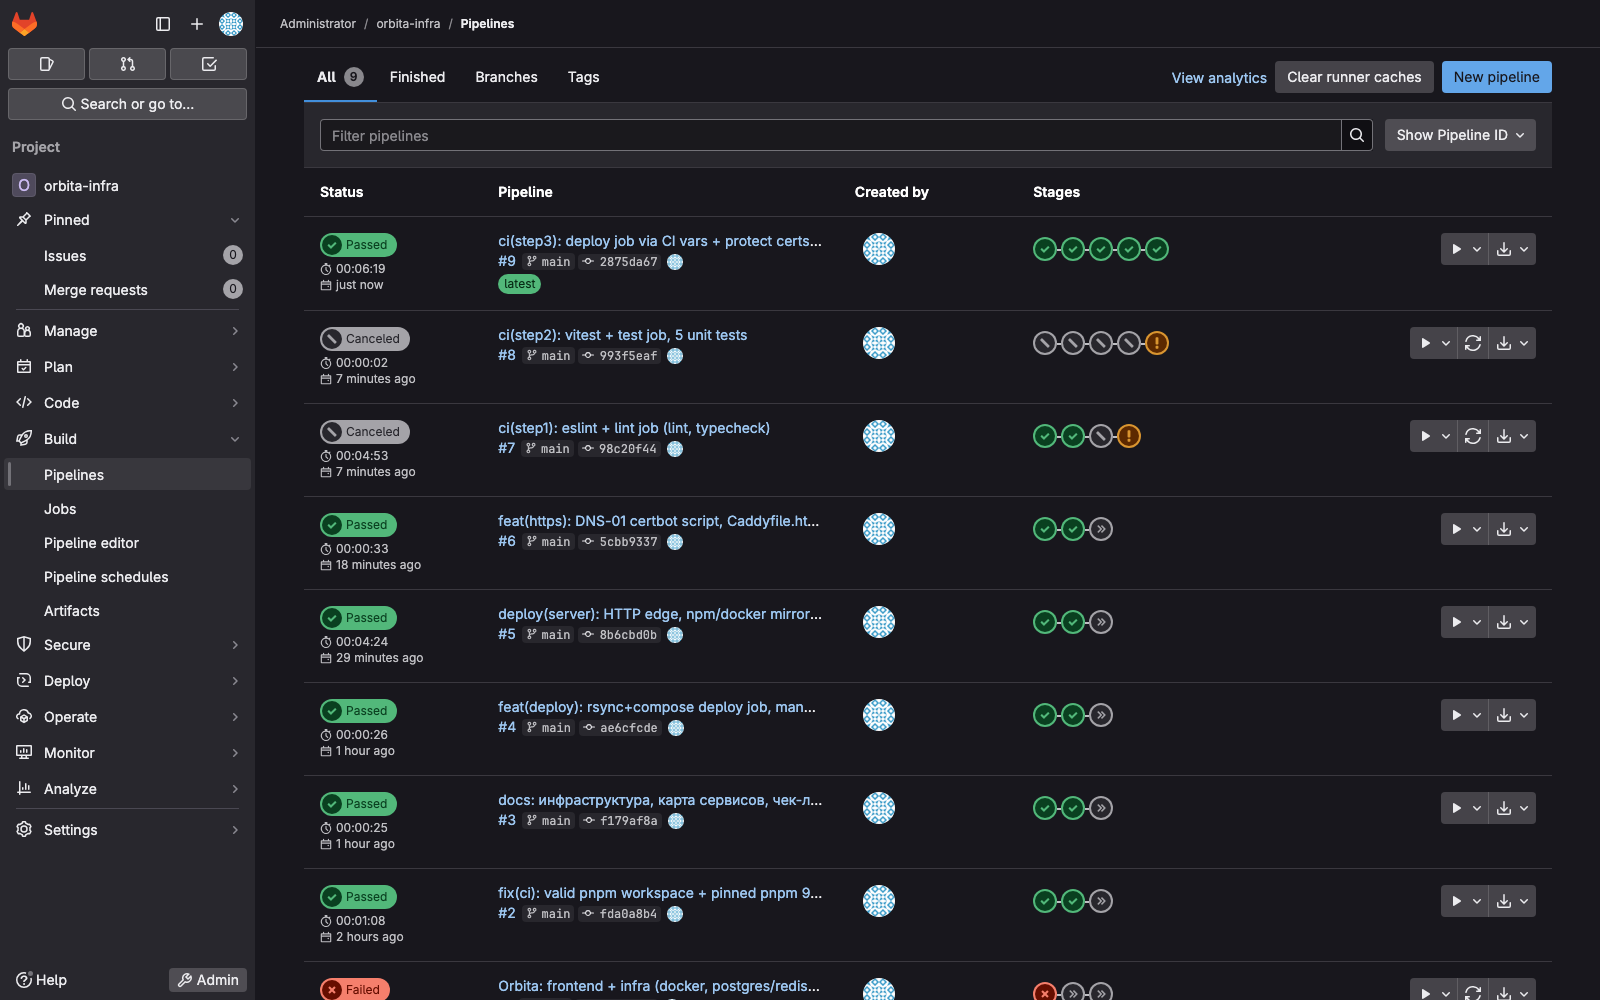 Administrator / orbita-infra / Pipelines
Search or go to...
Project
O orbita-infra
Pinned
Issues 0
Merge requests 0
Manage
Plan
Code
Build
Pipelines
Jobs
Pipeline editor
Pipeline schedules
Artifacts
Secure
Deploy
Operate
Monitor
Analyze
Settings
Help
Admin
All 9 Finished Branches Tags
View analytics Clear runner caches New pipeline
Filter pipelines
Show Pipeline ID
Status Pipeline Created by Stages
Passed
00:06:19
just now
ci(step3): deploy job via CI vars + protect certs...
#9 main 2875da67
latest
Canceled
00:00:02
7 minutes ago
ci(step2): vitest + test job, 5 unit tests
#8 main 993f5eaf
Canceled
00:04:53
7 minutes ago
ci(step1): eslint + lint job (lint, typecheck)
#7 main 98c20f44
Passed
00:00:33
18 minutes ago
feat(https): DNS-01 certbot script, Caddyfile.ht...
#6 main 5cbb9337
Passed
00:04:24
29 minutes ago
deploy(server): HTTP edge, npm/docker mirror...
#5 main 8b6cbd0b
Passed
00:00:26
1 hour ago
feat(deploy): rsync+compose deploy job, man...
#4 main ae6cfcde
Passed
00:00:25
1 hour ago
docs: инфраструктура, карта сервисов, чек-л...
#3 main f179af8a
Passed
00:01:08
2 hours ago
fix(ci): valid pnpm workspace + pinned pnpm 9...
#2 main fda0a8b4
Failed
Orbita: frontend + infra (docker, postgres/redis...